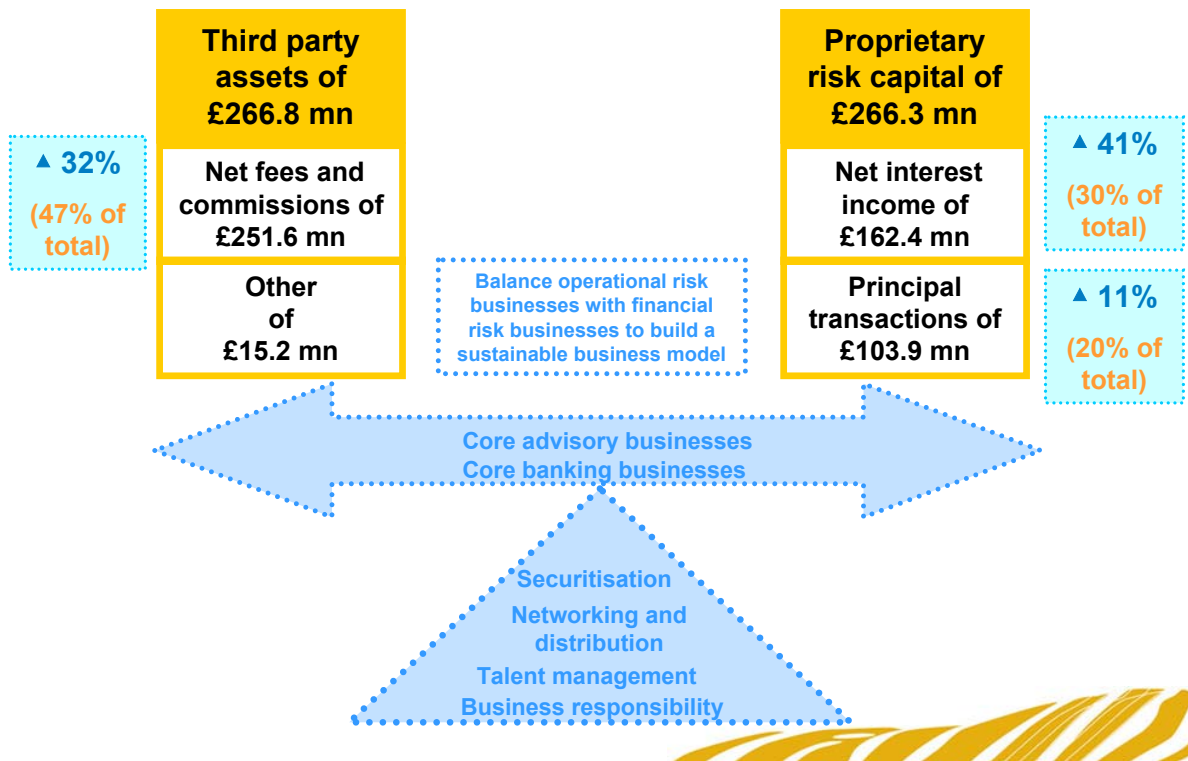 Third party
assets of
£266.8 mn
Proprietary
risk capital of
£266.3 mn
▲ 32%
(47% of
total)
Net fees and
commissions of
£251.6 mn
Net interest
income of
£162.4 mn
▲ 41%
(30% of
total)
Other
of
£15.2 mn
Balance operational risk
businesses with financial
risk businesses to build a
sustainable business model
Principal
transactions of
£103.9 mn
▲ 11%
(20% of
total)
Core advisory businesses
Core banking businesses
Securitisation
Networking and
distribution
Talent management
Business responsibility